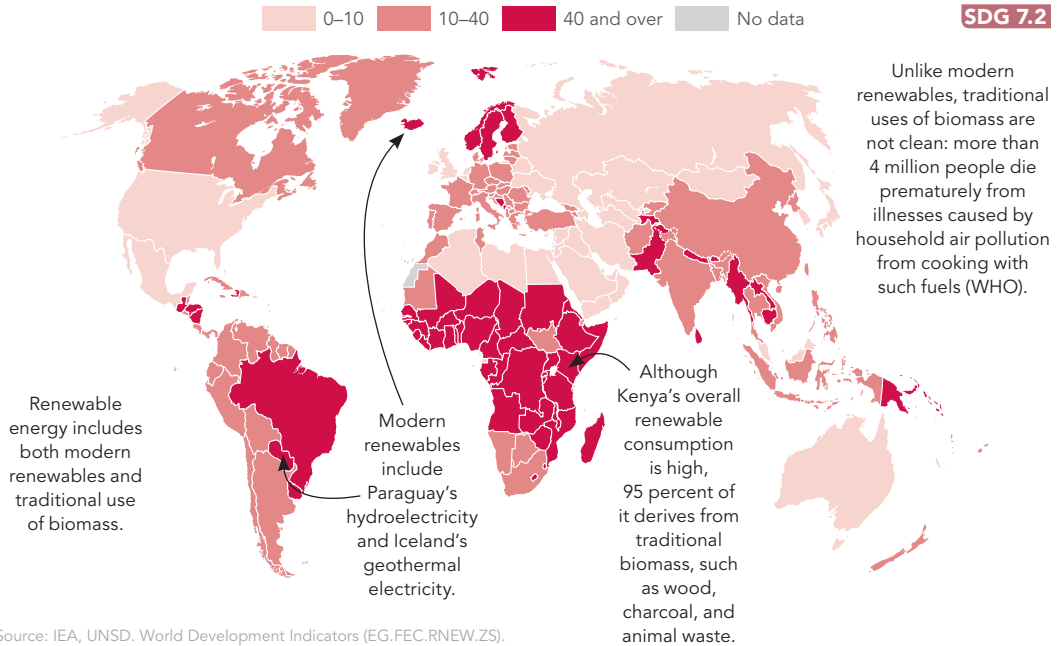 0–10
10–40
40 and over
No data
SDG 7.2
Unlike modern
renewables, traditional
uses of biomass are
not clean: more than
4 million people die
prematurely from
illnesses caused by
household air pollution
from cooking with
such fuels (WHO).
Renewable
energy includes
both modern
renewables and
traditional use
of biomass.
Modern
renewables
include
Paraguay’s
hydroelectricity
and Iceland’s
geothermal
electricity.
Although
Kenya’s overall
renewable
consumption
is high,
95 percent of
it derives from
traditional
biomass, such
as wood,
charcoal, and
animal waste.
Source: IEA, UNSD. World Development Indicators (EG.FEC.RNEW.ZS).